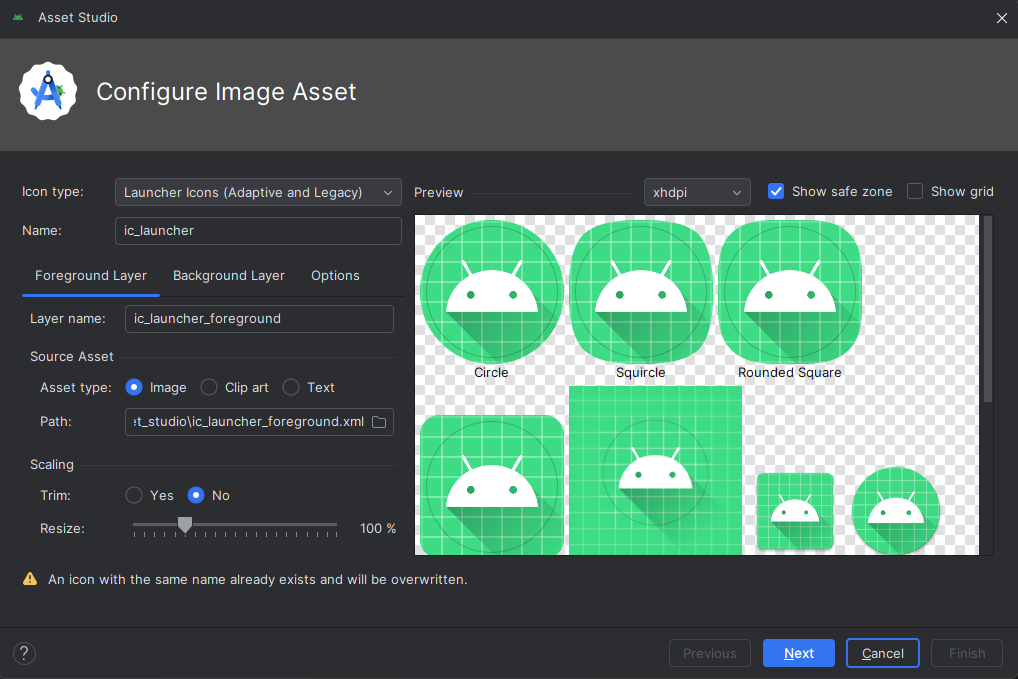 Asset Studio
Configure Image Asset
Icon type:
Launcher Icons (Adaptive and Legacy)
Preview
xhdpi
Show safe zone
Show grid
Name:
ic_launcher
Foreground Layer
Background Layer
Options
Layer name:
ic_launcher_foreground
Source Asset
Asset type:
Image
Clip art
Text
Path:
et_studio\ic_launcher_foreground.xml
Scaling
Trim:
Yes
No
Resize:
100 %
Circle
Squircle
Rounded Square
An icon with the same name already exists and will be overwritten.
?
Previous
Next
Cancel
Finish